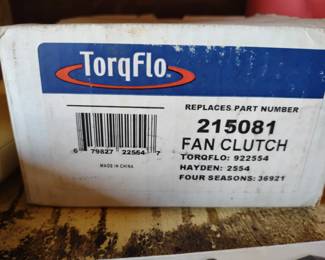 TorqFlo™
REPLACES PART NUMBER
215081
FAN CLUTCH
TORQFLO: 922554
HAYDEN: 2554
FOUR SEASONS: 36921
6 79827 22554 7
MADE IN CHINA